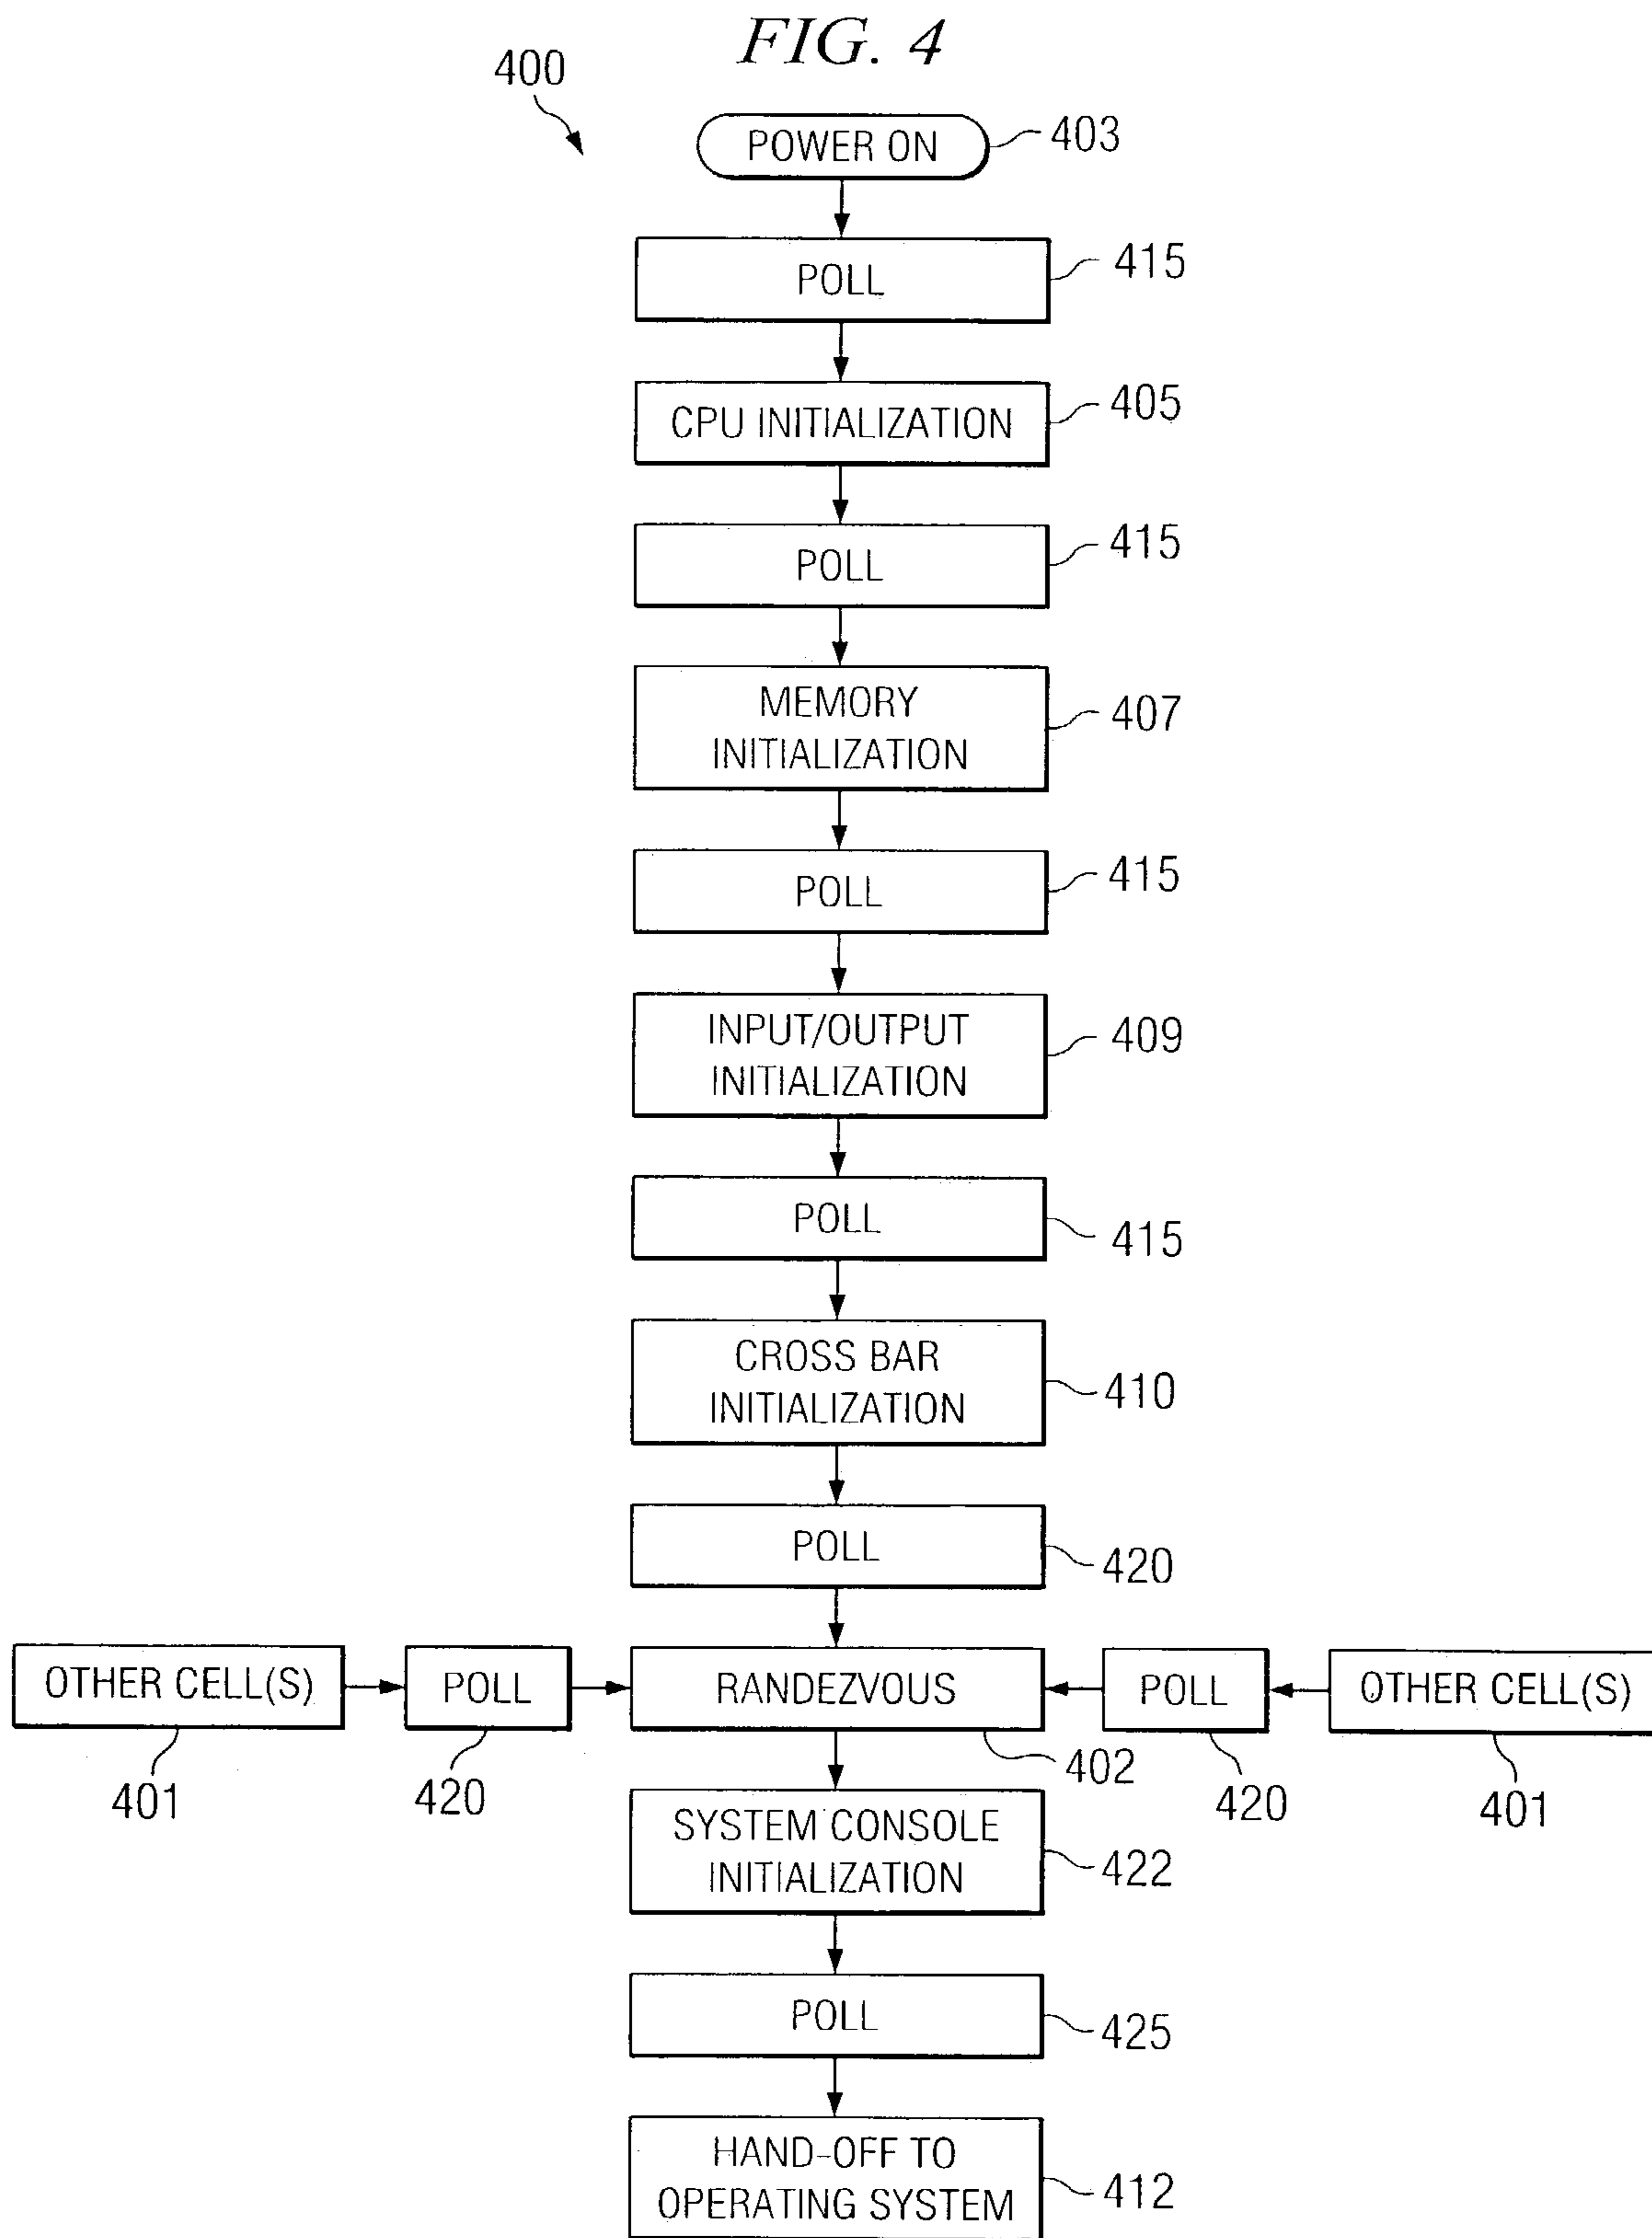 FIG. 4
400
POWER ON
403
POLL
415
CPU INITIALIZATION
405
POLL
415
MEMORY
INITIALIZATION
407
POLL
415
INPUT/OUTPUT
INITIALIZATION
409
POLL
415
CROSS BAR
INITIALIZATION
410
POLL
420
OTHER CELL(S)
POLL
RANDEZVOUS
POLL
OTHER CELL(S)
401
420
402
420
401
SYSTEM CONSOLE
INITIALIZATION
422
POLL
425
HAND-OFF TO
OPERATING SYSTEM
412